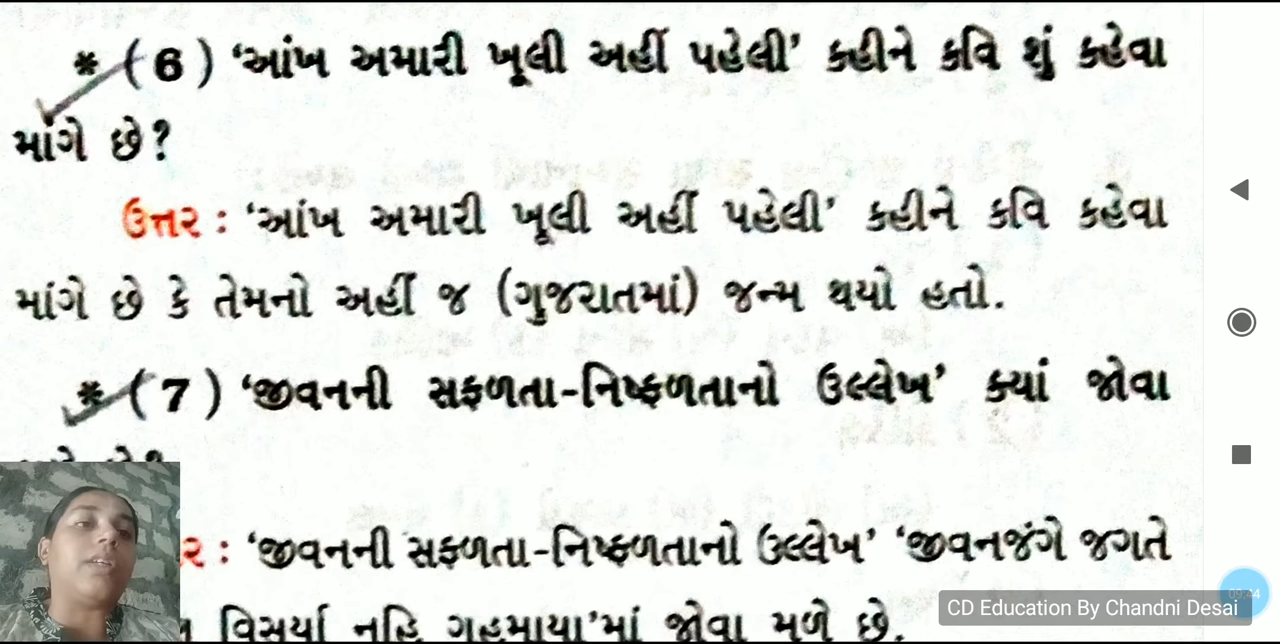 * (6) ‘આંખ અમારી ખૂલી અહીં પહેલી’ કહીને કવિ શું કહેવા
માંગે છે?
ઉત્તર : ‘આંખ અમારી ખૂલી અહીં પહેલી’ કહીને કવિ કહેવા
માંગે છે કે તેમનો અહીં જ (ગુજરાતમાં) જન્મ થયો હતો.
* (7) ‘જીવનની સફળતા-નિષ્ફળતાનો ઉલ્લેખ’ ક્યાં જોવા
ર : ‘જીવનની સફળતા-નિષ્ફળતાનો ઉલ્લેખ’ ‘જીવનજંગે જગતે
વિસર્યા નહિ ગૃહમાયા’માં જોવા મળે છે.
09:44
CD Education By Chandni Desai